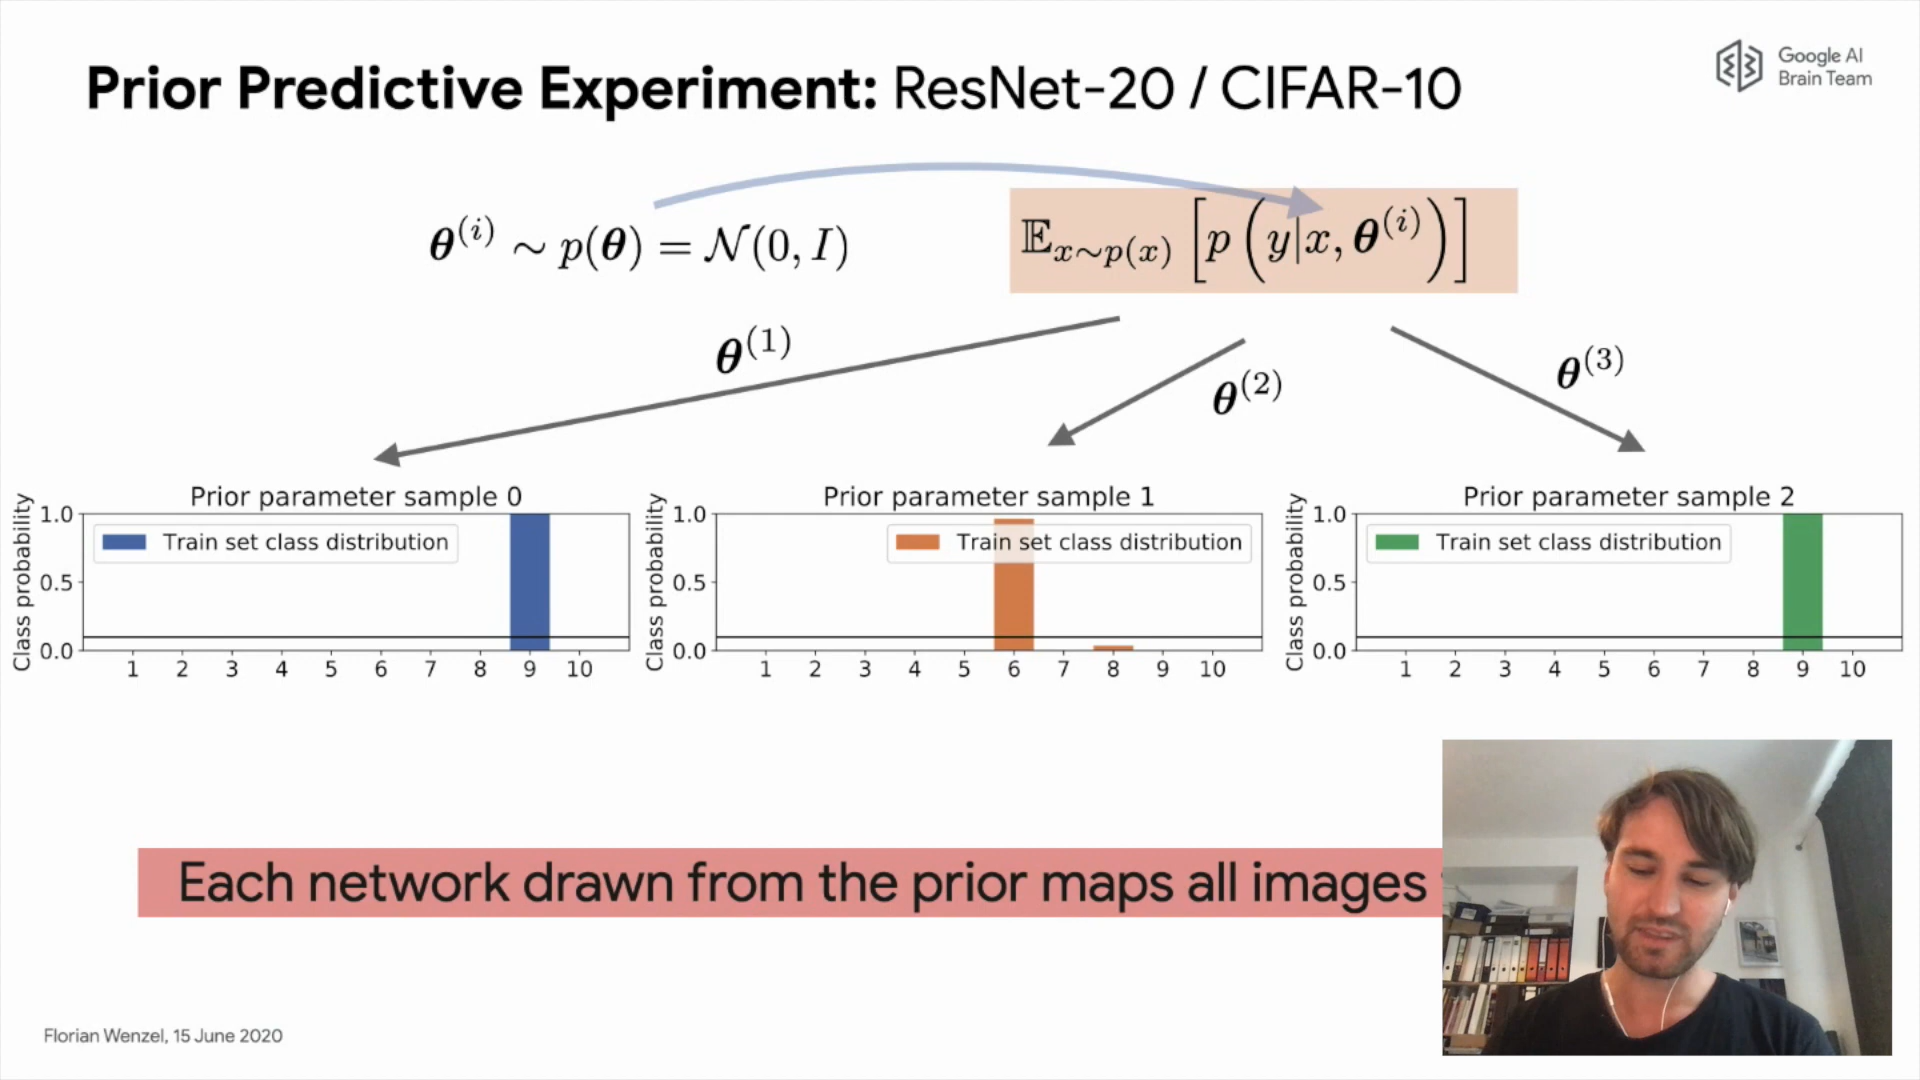 Prior Predictive Experiment: ResNet-20 / CIFAR-10
Google AI
Brain Team
θ^(i) ∼ p(θ) = 𝒩(0, I)
𝔼_{x∼p(x)} [p (y|x, θ^(i))]
θ^(1)
θ^(2)
θ^(3)
Prior parameter sample 0
Class probability
1.0
0.5
0.0
Train set class distribution
1 2 3 4 5 6 7 8 9 10
Prior parameter sample 1
Class probability
1.0
0.5
0.0
Train set class distribution
1 2 3 4 5 6 7 8 9 10
Prior parameter sample 2
Class probability
1.0
0.5
0.0
Train set class distribution
1 2 3 4 5 6 7 8 9 10
Each network drawn from the prior maps all images
Florian Wenzel, 15 June 2020